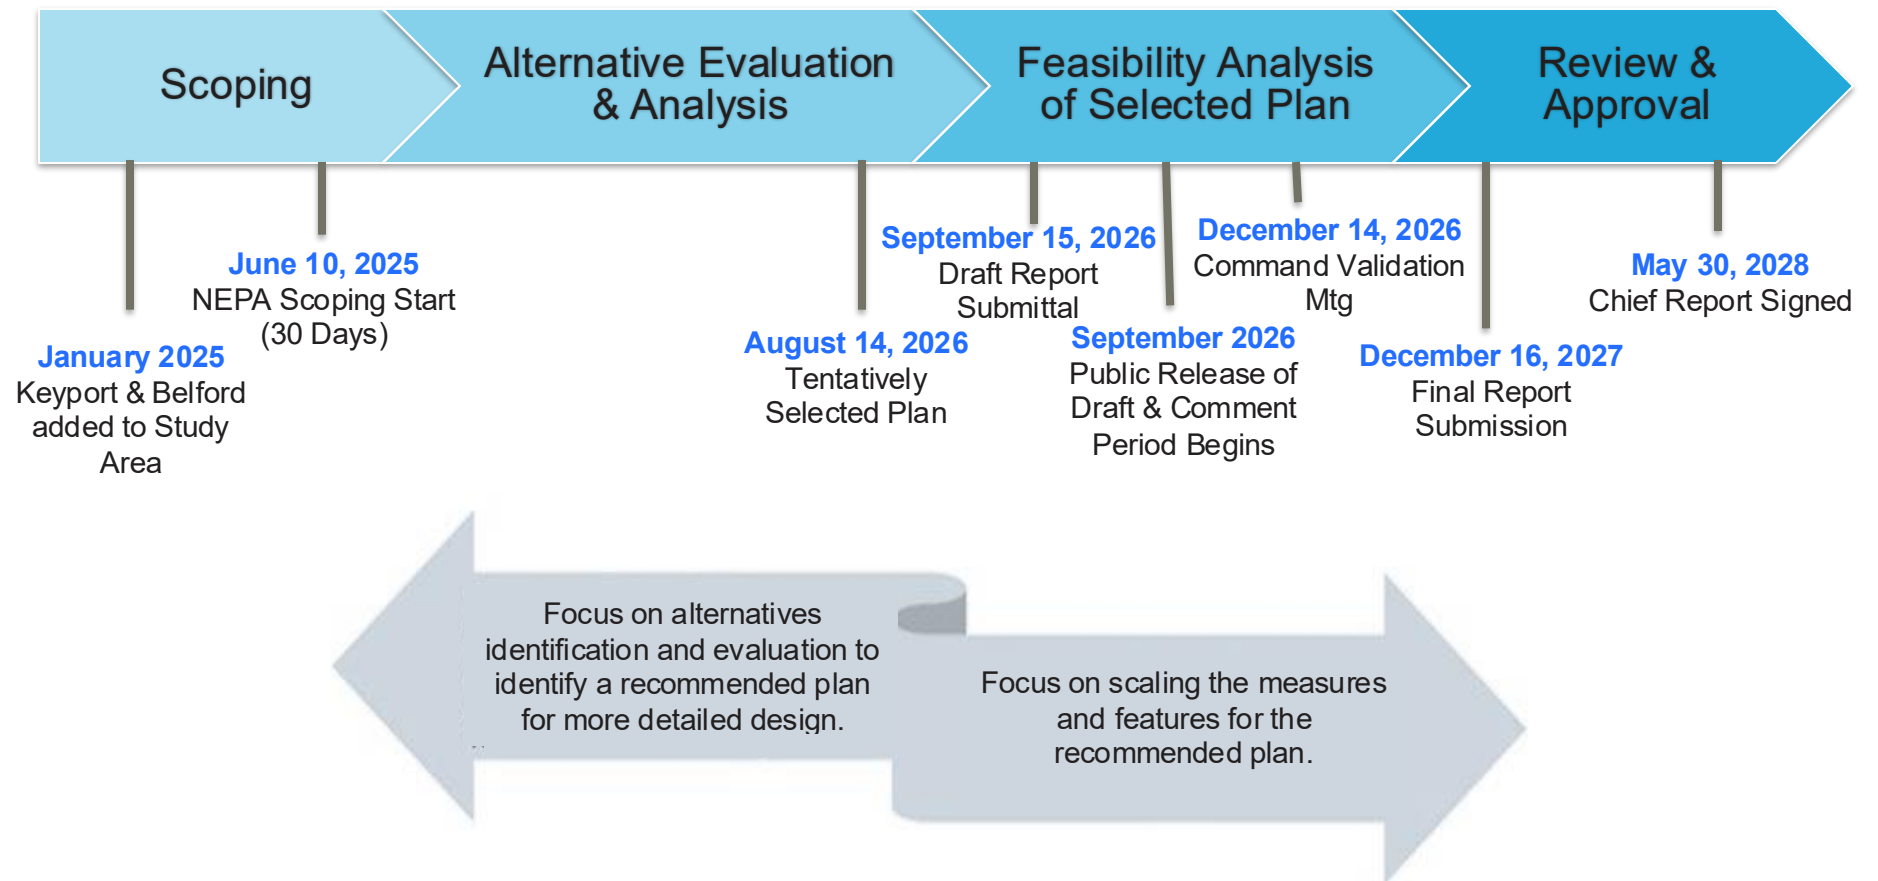 Scoping
Alternative Evaluation
& Analysis
Feasibility Analysis
of Selected Plan
Review &
Approval
January 2025
Keyport & Belford
added to Study
Area
June 10, 2025
NEPA Scoping Start
(30 Days)
August 14, 2026
Tentatively
Selected Plan
September 15, 2026
Draft Report
Submittal
September 2026
Public Release of
Draft & Comment
Period Begins
December 14, 2026
Command Validation
Mtg
December 16, 2027
Final Report
Submission
May 30, 2028
Chief Report Signed
Focus on alternatives
identification and evaluation to
identify a recommended plan
for more detailed design.
Focus on scaling the measures
and features for the
recommended plan.